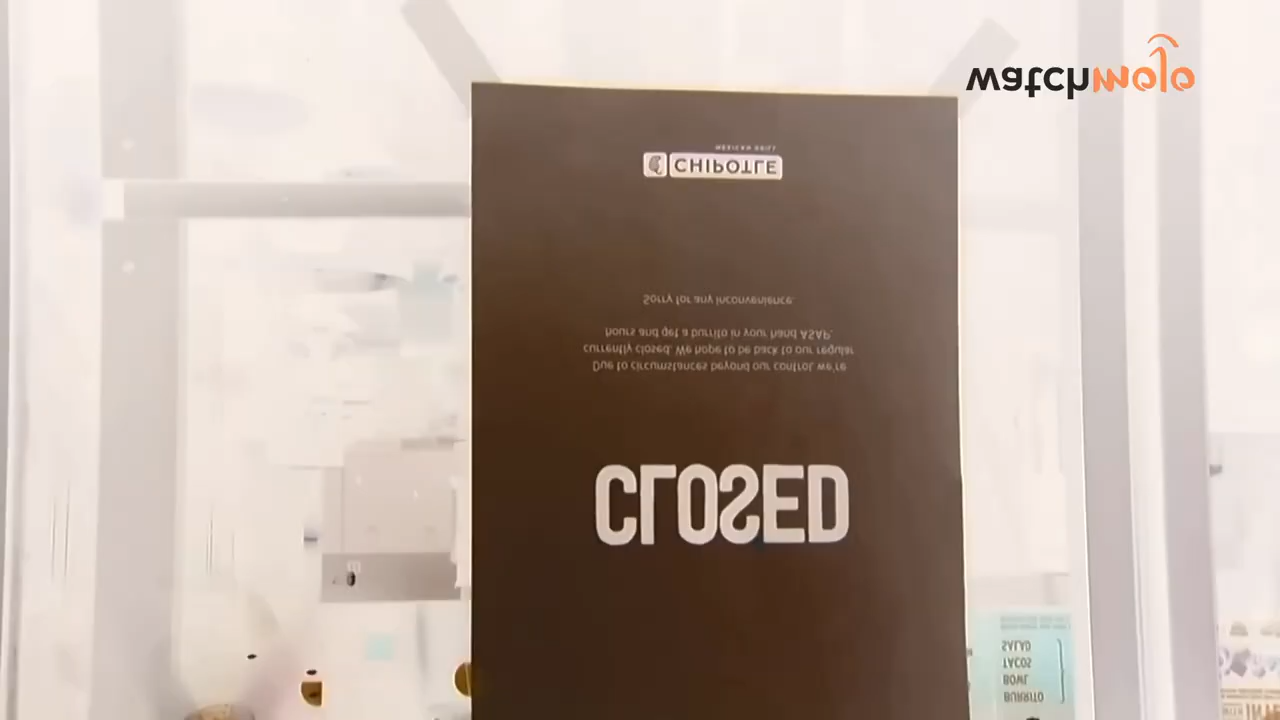 CLOSED
Due to circumstances beyond our control, we're
currently closed. We hope to be back to our regular
hours and get a burrito in your hand ASAP.
Sorry for any inconvenience.
CHIPOTLE
MEXICAN GRILL
BURRITO
BOWL
TACOS
SALAD
watchmojo